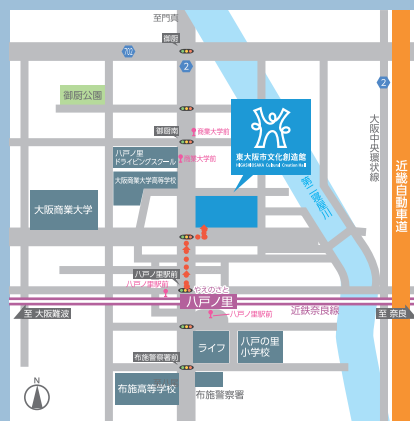 至門真
御厨
702
2
2
御厨公園
御厨南
商業大学前
八戸ノ里
ドライビングスクール
商業大学前
大阪商業大学高等学校
大阪商業大学
東大阪市文化創造館
HIGASHIOSAKA Cultural Creation Hall
大阪中央環状線
近畿自動車道
第二寝屋川
八戸ノ里駅前
八戸ノ里駅前
やえのさと
八戸ノ里
至 大阪難波
八戸ノ里駅前
近鉄奈良線
至 奈良
ライフ
八戸の里
小学校
布施警察署前
布施高等学校
布施警察署
N